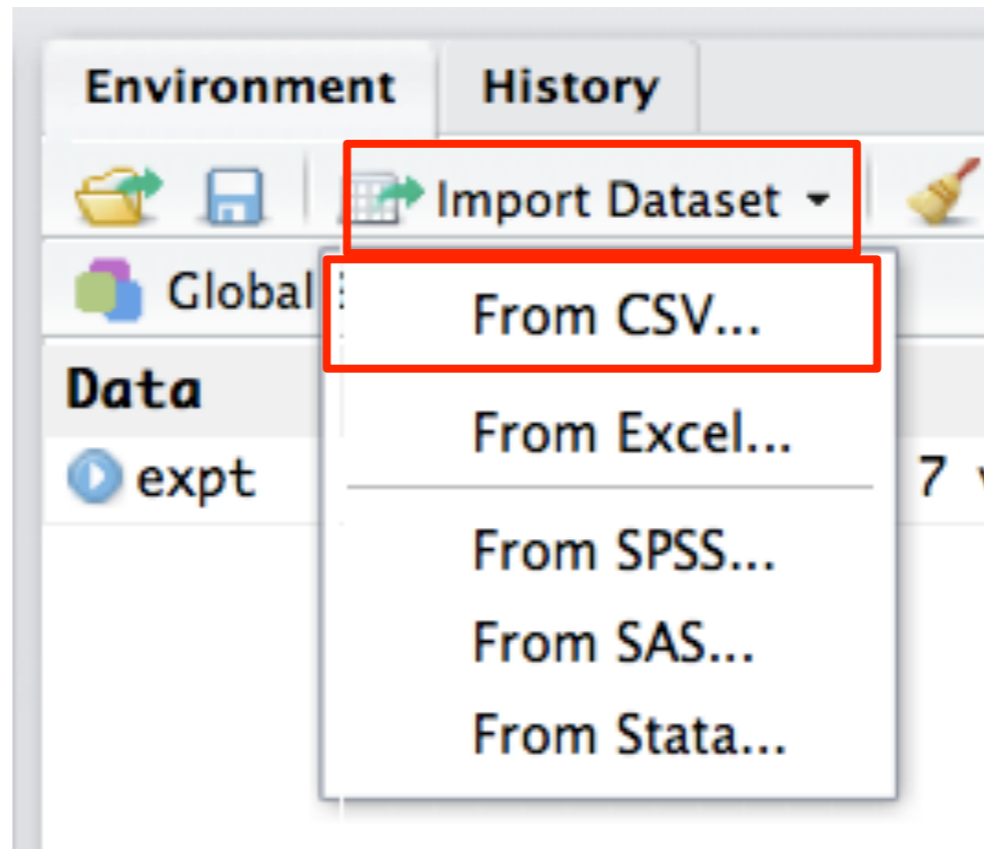 Environment History
Import Dataset
Global
From CSV...
Data
From Excel...
expt 7
From SPSS...
From SAS...
From Stata...